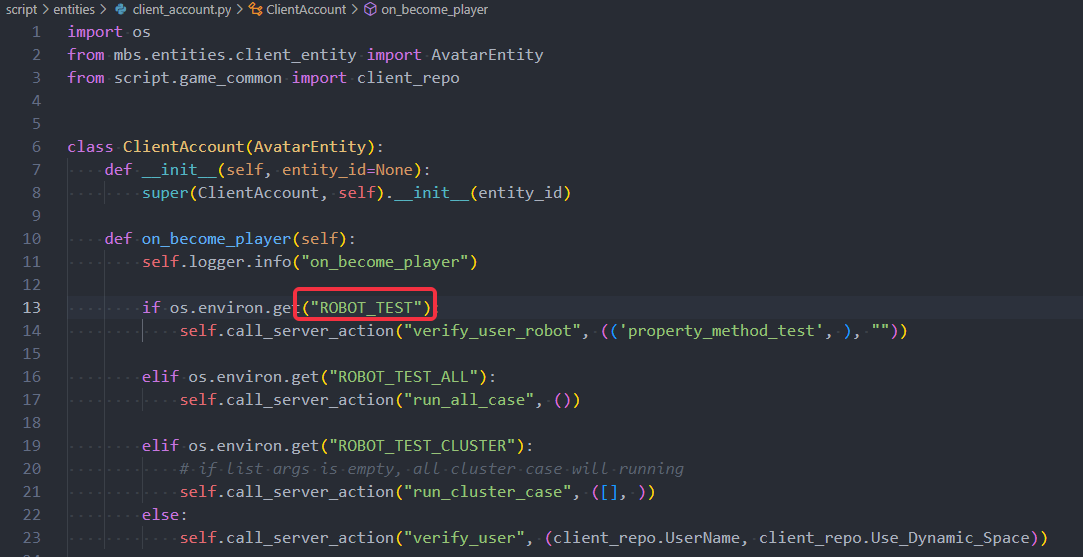 script > entities > client_account.py > ClientAccount > on_become_player
1 import os
2 from mbs.entities.client_entity import AvatarEntity
3 from script.game_common import client_repo
4
5
6 class ClientAccount(AvatarEntity):
7     def __init__(self, entity_id=None):
8         super(ClientAccount, self).__init__(entity_id)
9
10     def on_become_player(self):
11         self.logger.info("on_become_player")
12
13         if os.environ.get("ROBOT_TEST"):
14             self.call_server_action("verify_user_robot", (('property_method_test', ), ""))
15
16         elif os.environ.get("ROBOT_TEST_ALL"):
17             self.call_server_action("run_all_case", ())
18
19         elif os.environ.get("ROBOT_TEST_CLUSTER"):
20             # if list args is empty, all cluster case will running
21             self.call_server_action("run_cluster_case", ([], ))
22         else:
23             self.call_server_action("verify_user", (client_repo.UserName, client_repo.Use_Dynamic_Space))